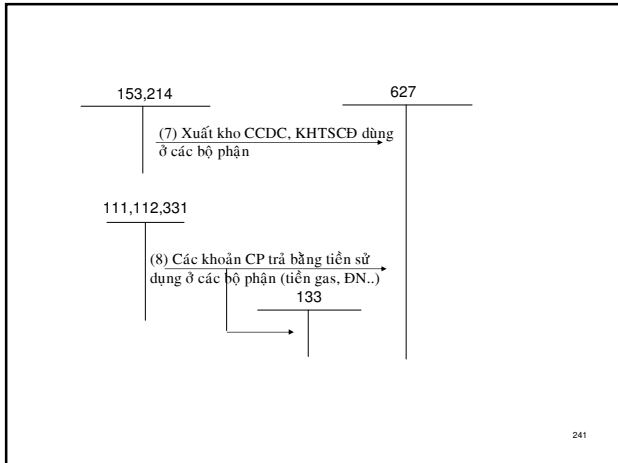 153,214
627
(7) Xuất kho CCDC, KHTSCĐ dùng
ở các bộ phận
111,112,331
(8) Các khoản CP trả bằng tiền sử
dụng ở các bộ phận (tiền gas, ĐN..)
133
241